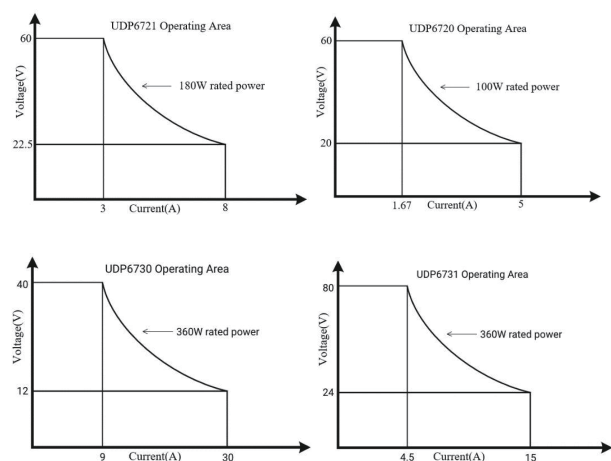 UDP6721 Operating Area
60
180W rated power
Voltage(V)
22.5
3
Current(A)
8
UDP6720 Operating Area
60
100W rated power
Voltage(V)
20
1.67
Current(A)
5
UDP6730 Operating Area
40
360W rated power
Voltage(V)
12
9
Current(A)
30
UDP6731 Operating Area
80
360W rated power
Voltage(V)
24
4.5
Current(A)
15